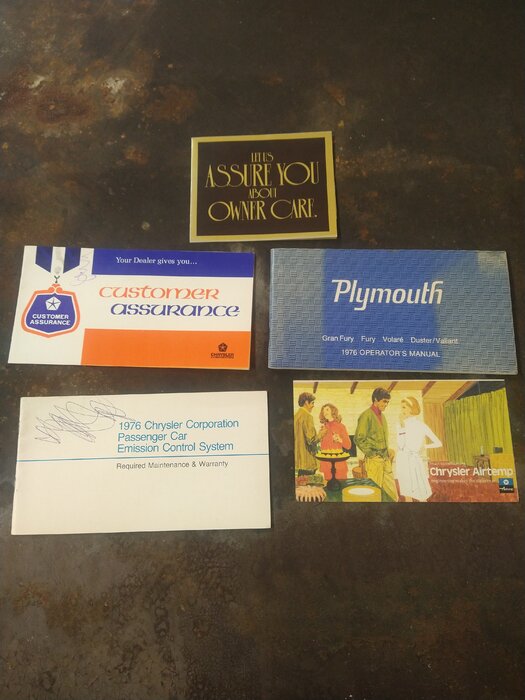 LET US
ASSURE YOU
ABOUT
OWNER CARE.
Your Dealer gives you...
customer
assurance
CUSTOMER
ASSURANCE
CHRYSLER
Plymouth
Gran Fury Fury Volaré Duster/Valiant
1976 OPERATOR'S MANUAL
1976 Chrysler Corporation
Passenger Car
Emission Control System
Required Maintenance & Warranty
Chrysler Airtemp